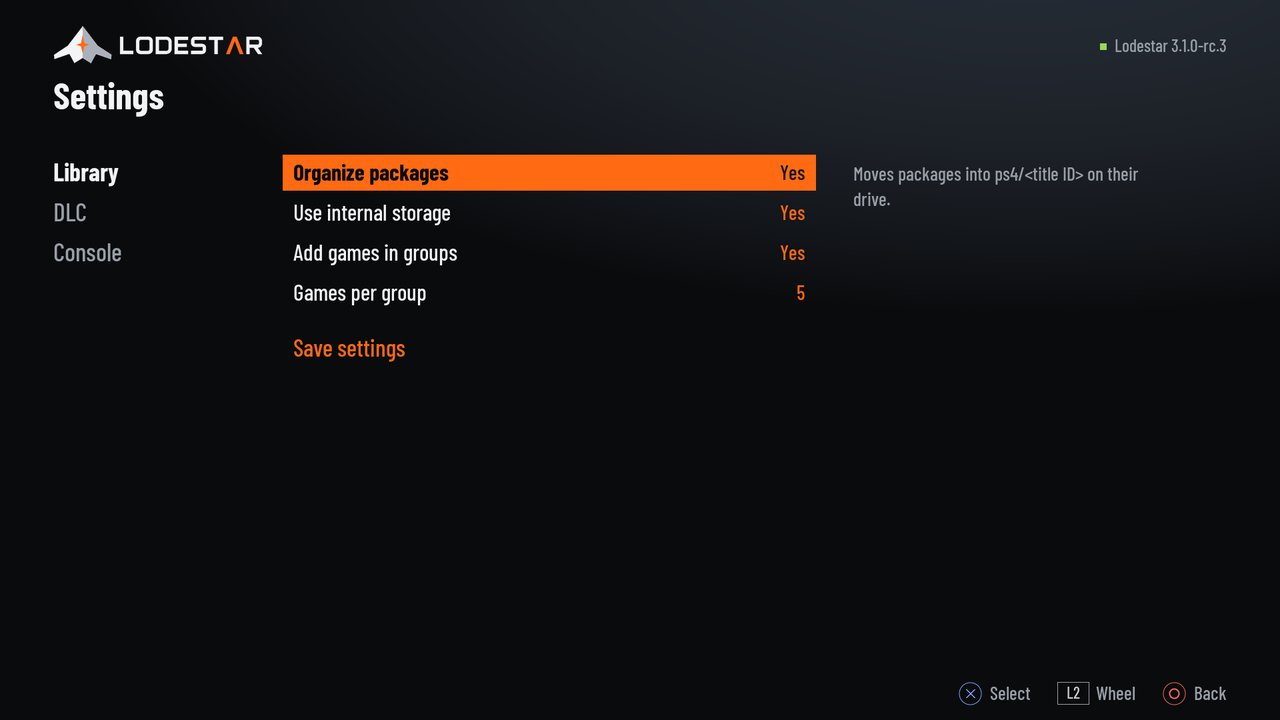 LODESTAR
Lodestar 3.1.0-rc.3
Settings
Library
DLC
Console
Organize packages Yes
Use internal storage Yes
Add games in groups Yes
Games per group 5
Save settings
Moves packages into ps4/<title ID> on their
drive.
Select L2 Wheel Back